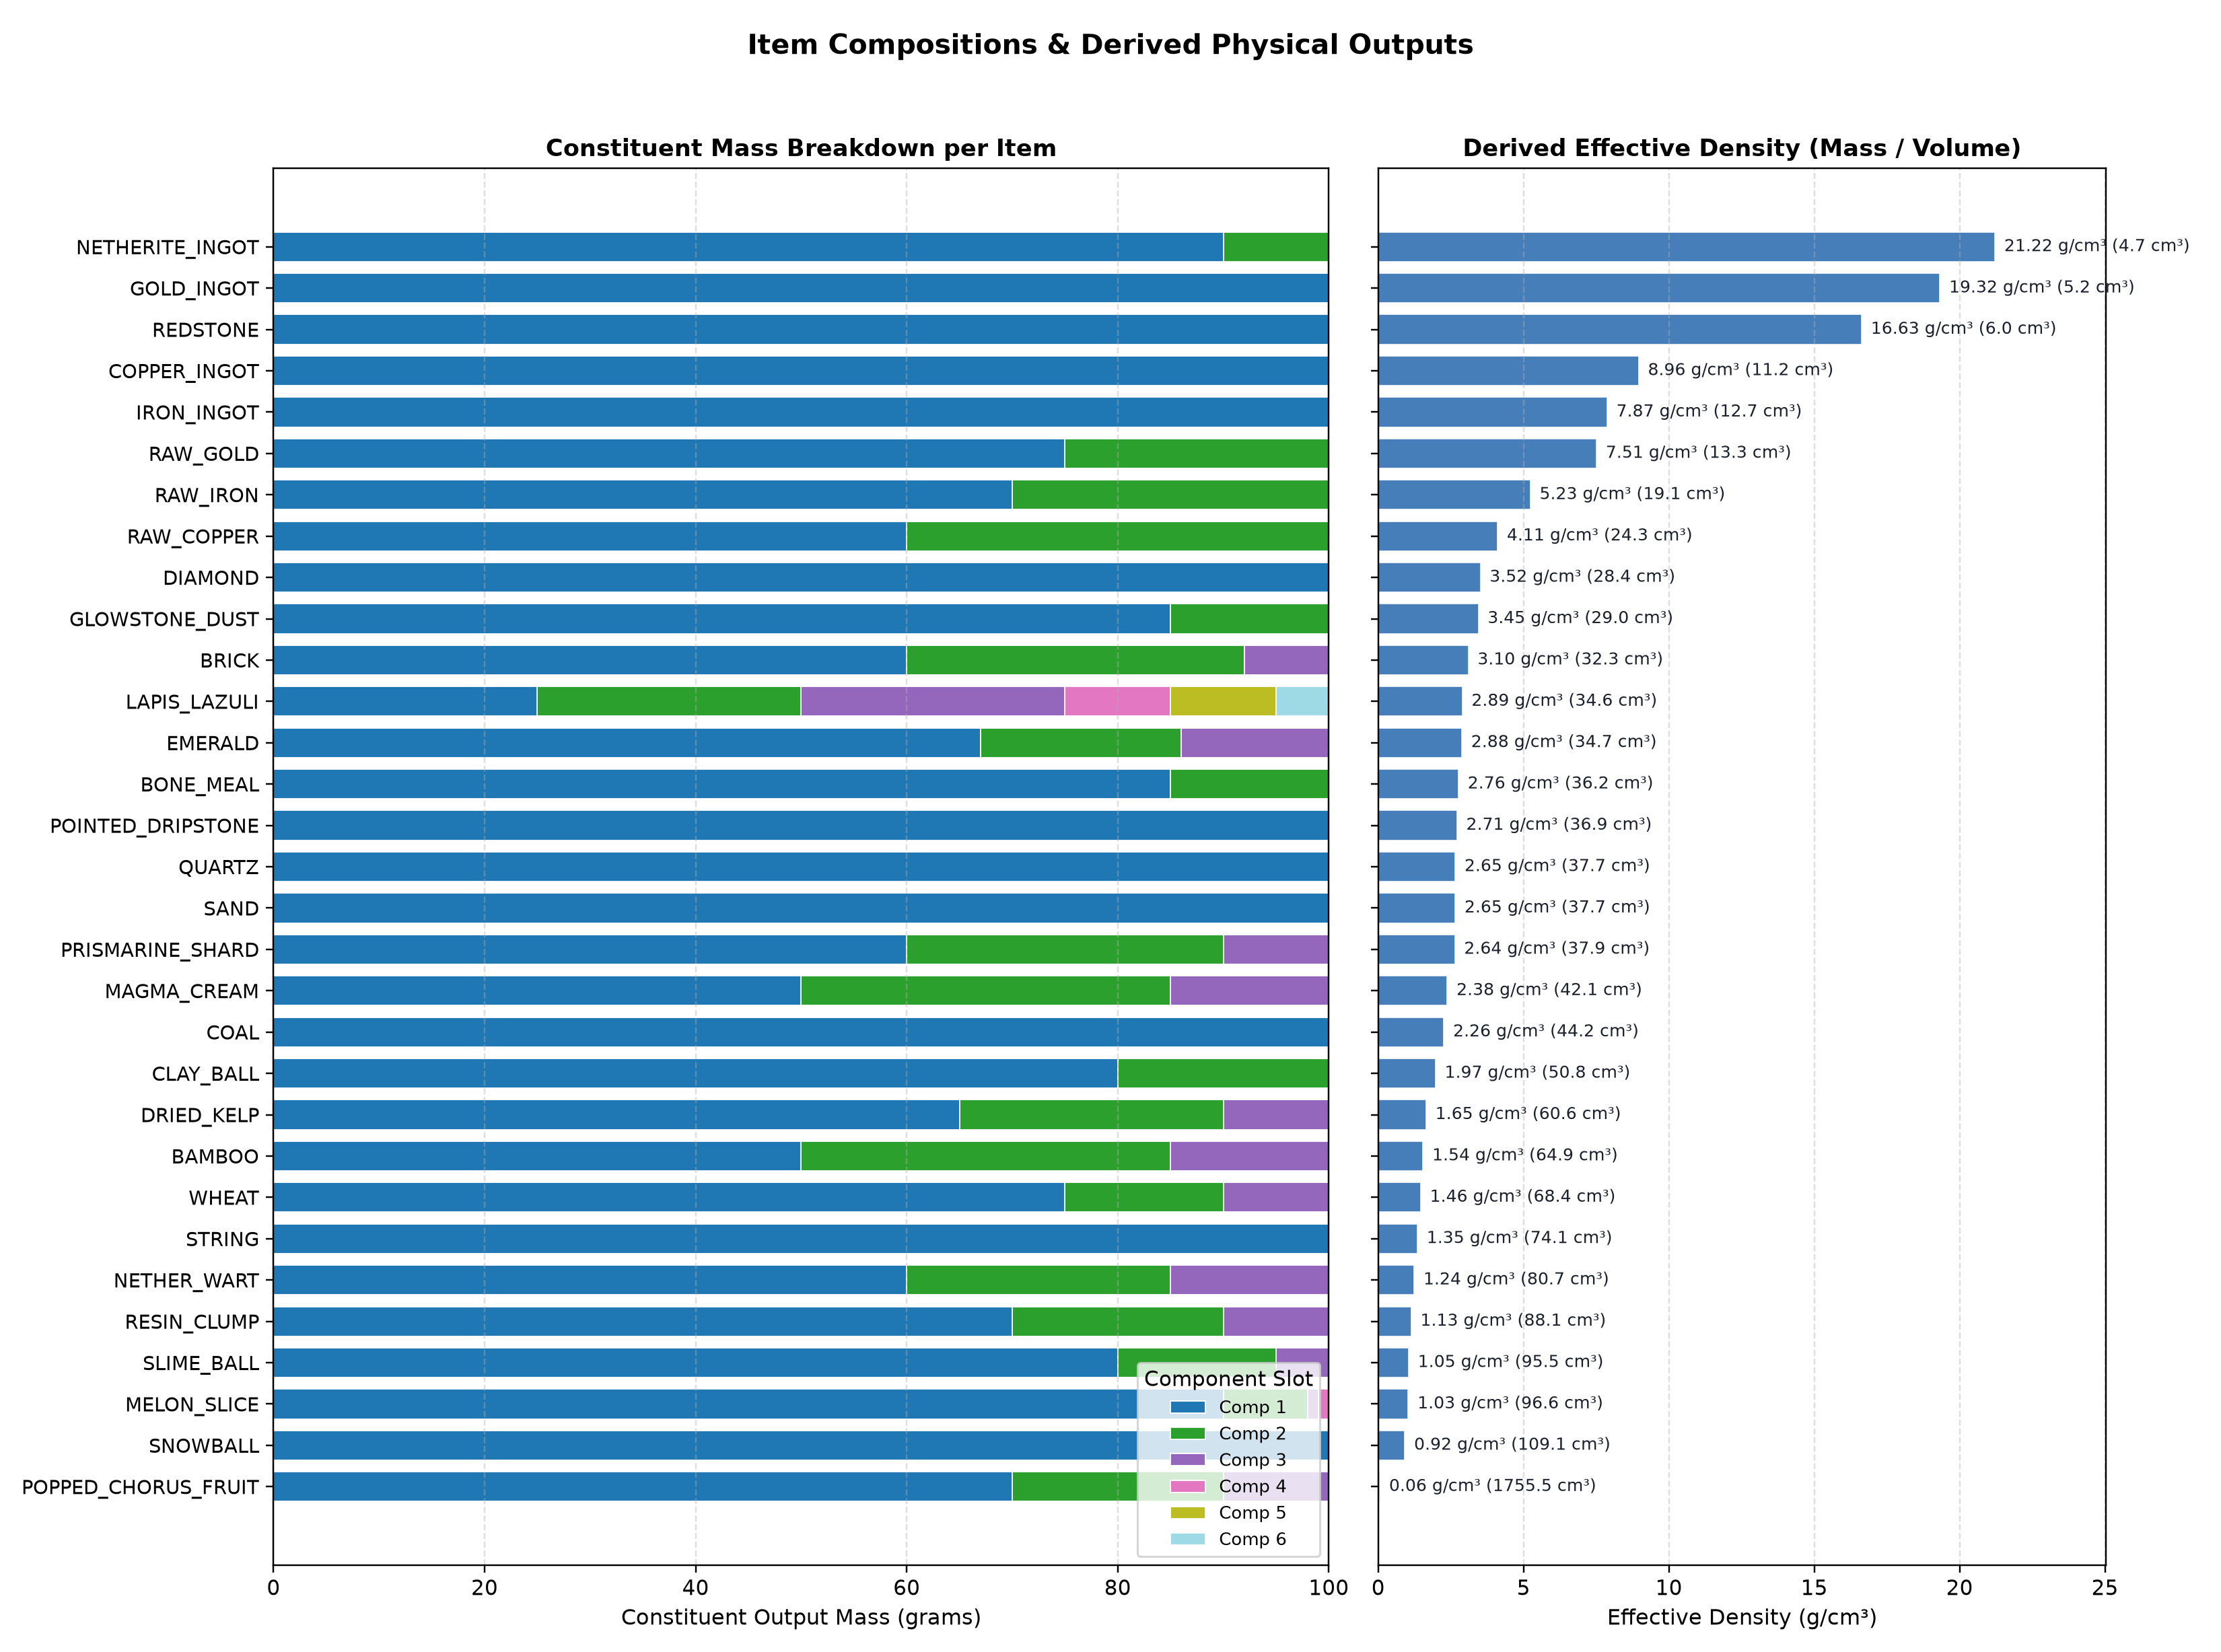 Item Compositions & Derived Physical Outputs
Constituent Mass Breakdown per Item
NETHERITE_INGOT
GOLD_INGOT
REDSTONE
COPPER_INGOT
IRON_INGOT
RAW_GOLD
RAW_IRON
RAW_COPPER
DIAMOND
GLOWSTONE_DUST
BRICK
LAPIS_LAZULI
EMERALD
BONE_MEAL
POINTED_DRIPSTONE
QUARTZ
SAND
PRISMARINE_SHARD
MAGMA_CREAM
COAL
CLAY_BALL
DRIED_KELP
BAMBOO
WHEAT
STRING
NETHER_WART
RESIN_CLUMP
SLIME_BALL
MELON_SLICE
SNOWBALL
POPPED_CHORUS_FRUIT
Component Slot
Comp 1
Comp 2
Comp 3
Comp 4
Comp 5
Comp 6
0 20 40 60 80 100
Constituent Output Mass (grams)
Derived Effective Density (Mass / Volume)
21.22 g/cm³ (4.7 cm³)
19.32 g/cm³ (5.2 cm³)
16.63 g/cm³ (6.0 cm³)
8.96 g/cm³ (11.2 cm³)
7.87 g/cm³ (12.7 cm³)
7.51 g/cm³ (13.3 cm³)
5.23 g/cm³ (19.1 cm³)
4.11 g/cm³ (24.3 cm³)
3.52 g/cm³ (28.4 cm³)
3.45 g/cm³ (29.0 cm³)
3.10 g/cm³ (32.3 cm³)
2.89 g/cm³ (34.6 cm³)
2.88 g/cm³ (34.7 cm³)
2.76 g/cm³ (36.2 cm³)
2.71 g/cm³ (36.9 cm³)
2.65 g/cm³ (37.7 cm³)
2.65 g/cm³ (37.7 cm³)
2.64 g/cm³ (37.9 cm³)
2.38 g/cm³ (42.1 cm³)
2.26 g/cm³ (44.2 cm³)
1.97 g/cm³ (50.8 cm³)
1.65 g/cm³ (60.6 cm³)
1.54 g/cm³ (64.9 cm³)
1.46 g/cm³ (68.4 cm³)
1.35 g/cm³ (74.1 cm³)
1.24 g/cm³ (80.7 cm³)
1.13 g/cm³ (88.1 cm³)
1.05 g/cm³ (95.5 cm³)
1.03 g/cm³ (96.6 cm³)
0.92 g/cm³ (109.1 cm³)
0.06 g/cm³ (1755.5 cm³)
0 5 10 15 20 25
Effective Density (g/cm³)